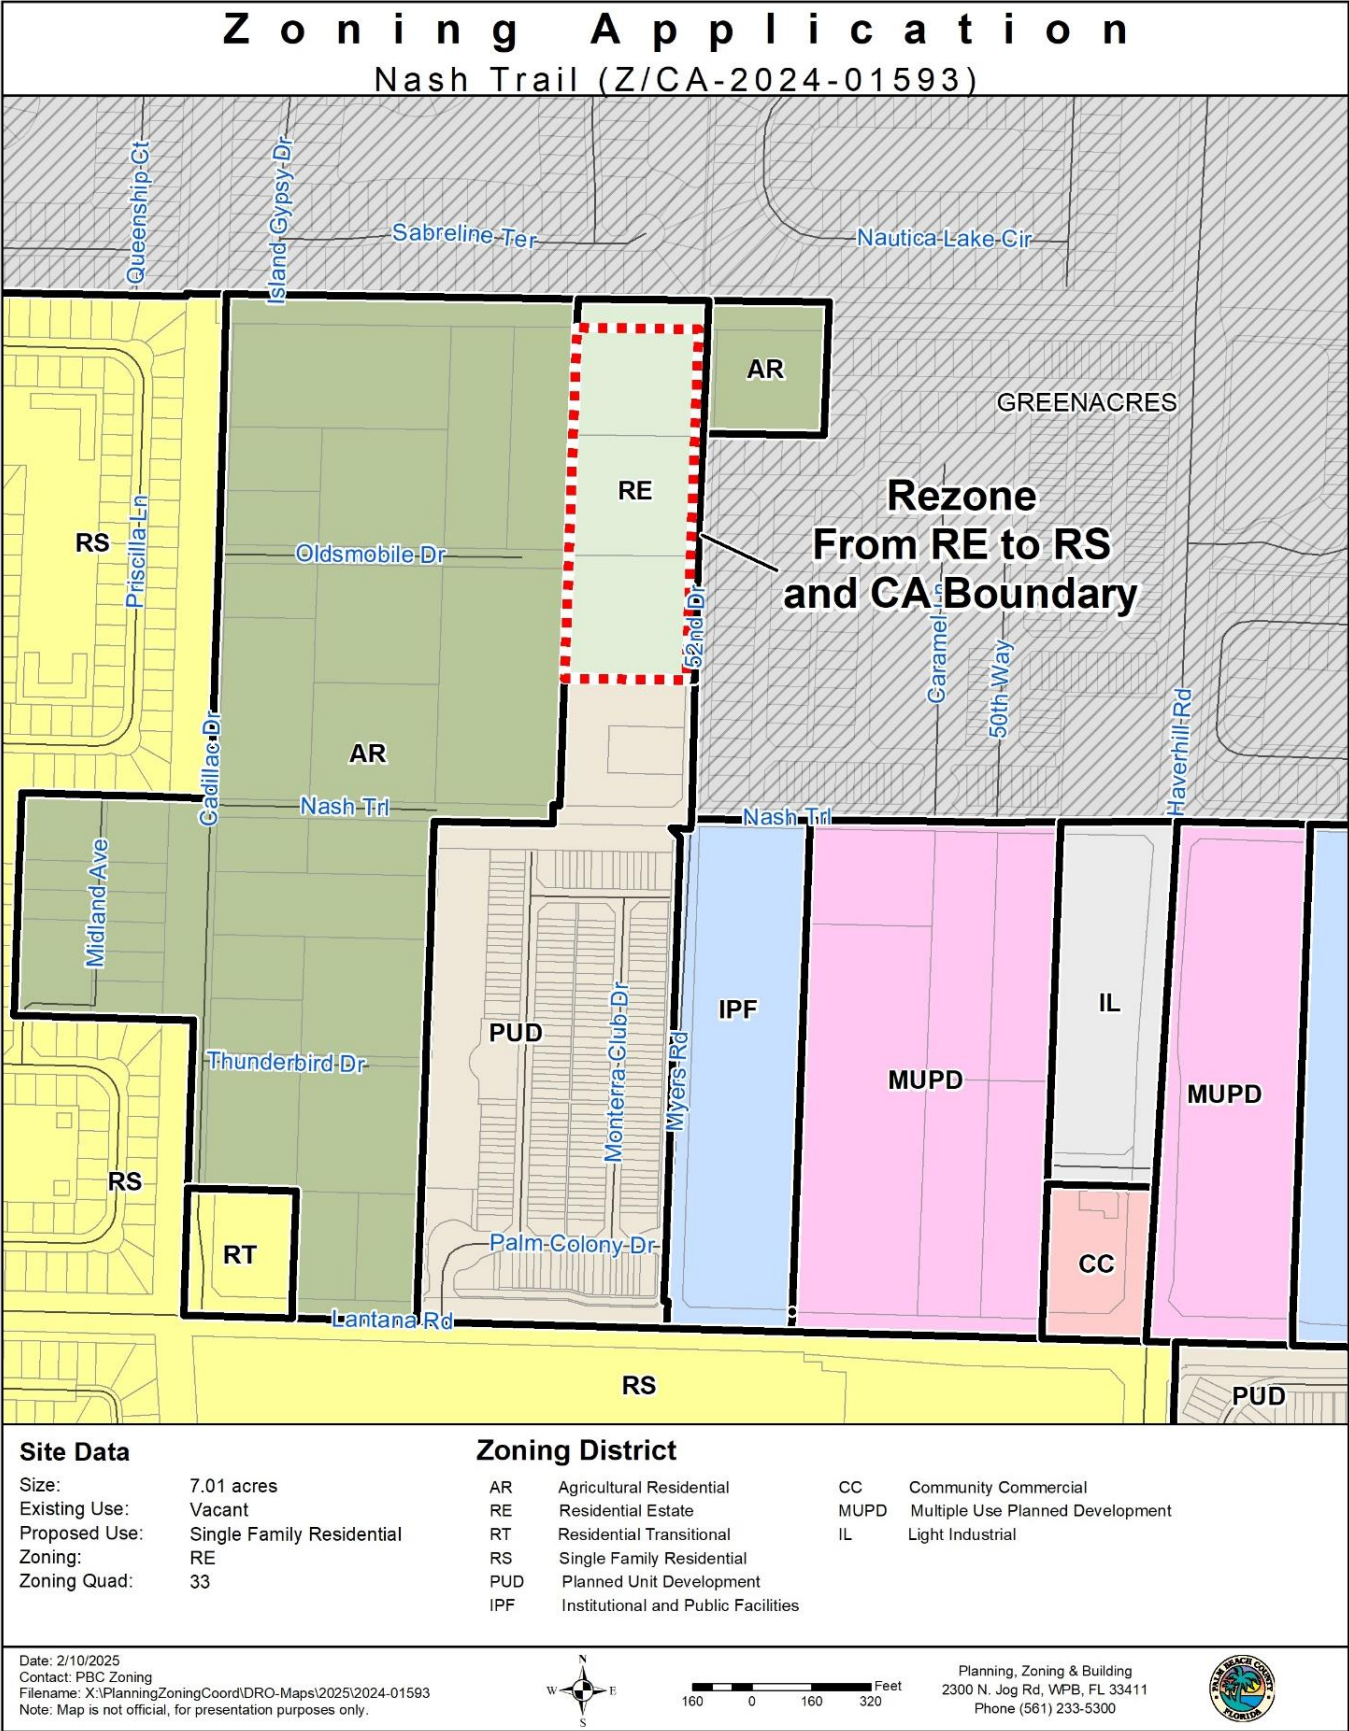 Zoning Application
Nash Trail (Z/CA-2024-01593)
Queenship Ct
Island Gypsy Dr
Sabreline Ter
Nautica Lake Cir
AR
GREENACRES
RE
Rezone
From RE to RS
and CA Boundary
RS
Priscilla Ln
Oldsmobile Dr
52nd Dr
Caramel Ln
50th Way
Haverhill Rd
Cadillac Dr
AR
Nash Trl
Nash Trl
Midland Ave
PUD
Monterra Club Dr
Myers Rd
IPF
MUPD
IL
MUPD
Thunderbird Dr
RS
RT
Palm Colony Dr
CC
Lantana Rd
RS
PUD
Site Data
Size: 7.01 acres
Existing Use: Vacant
Proposed Use: Single Family Residential
Zoning: RE
Zoning Quad: 33
Zoning District
AR Agricultural Residential
RE Residential Estate
RT Residential Transitional
RS Single Family Residential
PUD Planned Unit Development
IPF Institutional and Public Facilities
CC Community Commercial
MUPD Multiple Use Planned Development
IL Light Industrial
Date: 2/10/2025
Contact: PBC Zoning
Filename: X:\PlanningZoningCoord\DRO-Maps\2025\2024-01593
Note: Map is not official, for presentation purposes only.
N
W E
S
Feet
160 0 160 320
Planning, Zoning & Building
2300 N. Jog Rd, WPB, FL 33411
Phone (561) 233-5300
PALM BEACH COUNTY
FLORIDA